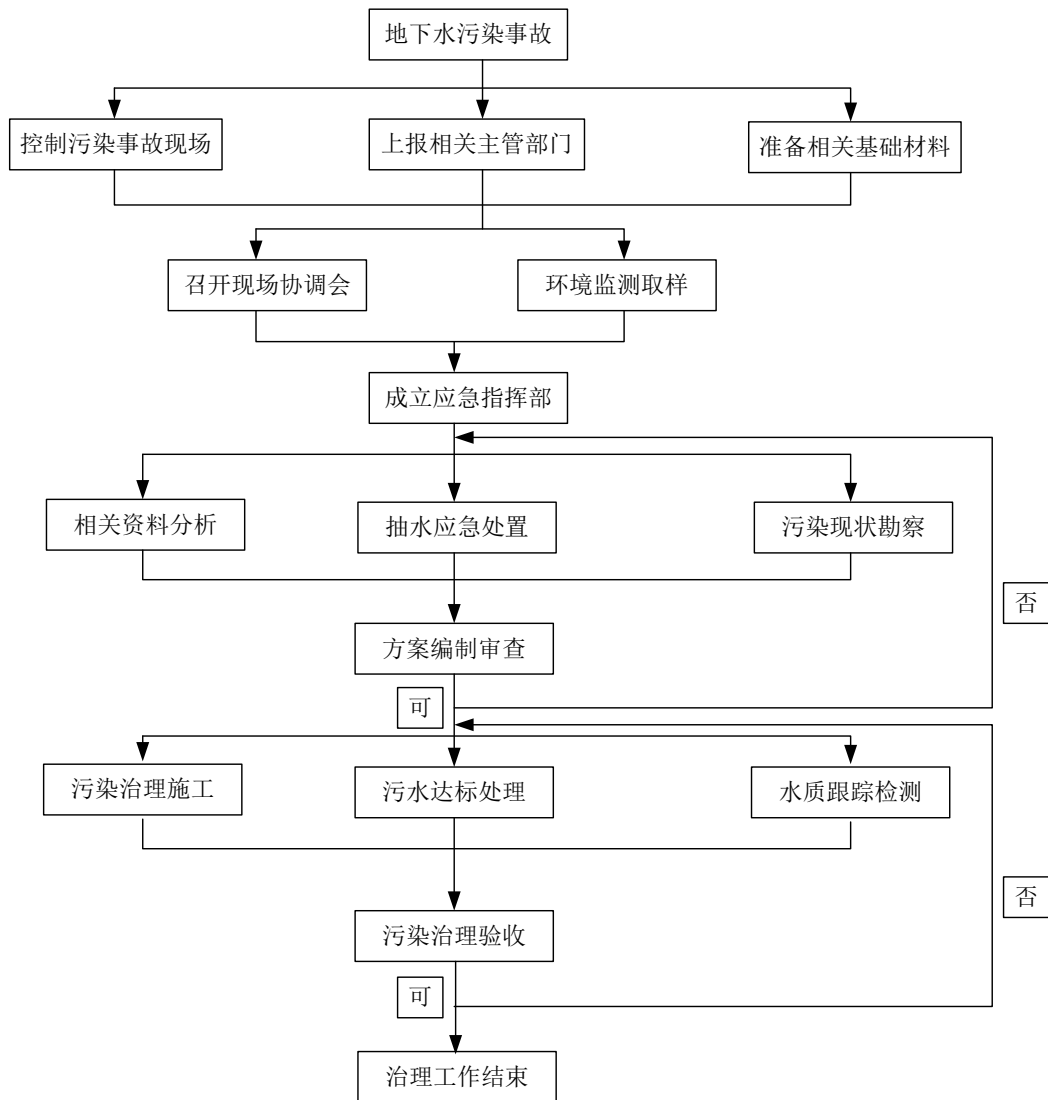 地下水污染事故
控制污染事故现场
上报相关主管部门
准备相关基础材料
召开现场协调会
环境监测取样
成立应急指挥部
相关资料分析
抽水应急处置
污染现状勘察
否
方案编制审查
可
污染治理施工
污水达标处理
水质跟踪检测
否
污染治理验收
可
治理工作结束